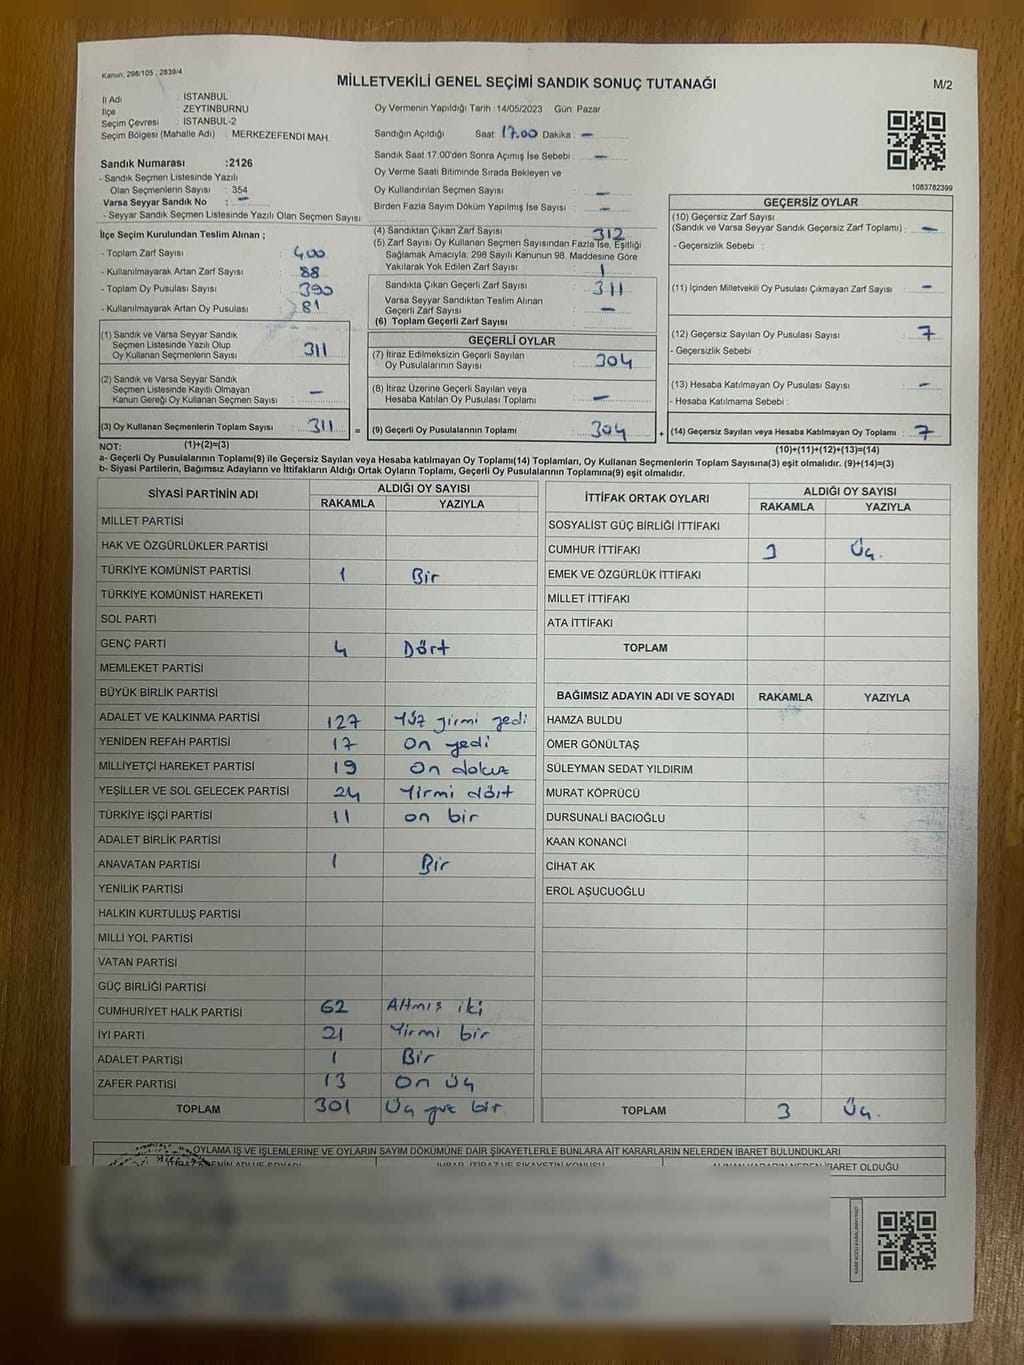 Kanun, 298/105 , 2839/4
MİLLETVEKİLİ GENEL SEÇİMİ SANDIK SONUÇ TUTANAĞI
M/2
İl Adı : İSTANBUL
İlçe : ZEYTİNBURNU
Seçim Çevresi : İSTANBUL-2
Seçim Bölgesi (Mahalle Adı) : MERKEZEFENDİ MAH.
Oy Vermenin Yapıldığı Tarih :14/05/2023 Gün: Pazar
Sandığın Açıldığı Saat: 17.00 Dakika : —
Sandık Saat 17:00'den Sonra Açımış İse Sebebi : —
Oy Verme Saati Bitiminde Sırada Bekleyen ve
Oy Kullandırılan Seçmen Sayısı : —
Birden Fazla Sayım Döküm Yapılmış İse Sayısı : —
1083782399
Sandık Numarası :2126
- Sandık Seçmen Listesinde Yazılı
Olan Seçmenlerin Sayısı : 354
Varsa Seyyar Sandık No : —
- Seyyar Sandık Seçmen Listesinde Yazılı Olan Seçmen Sayısı :
İlçe Seçim Kurulundan Teslim Alınan ;
- Toplam Zarf Sayısı : 400
- Kullanılmayarak Artan Zarf Sayısı : 88
- Toplam Oy Pusulası Sayısı : 390
- Kullanılmayarak Artan Oy Pusulası : 81
(1) Sandık ve Varsa Seyyar Sandık
Seçmen Listesinde Yazılı Olup
Oy Kullanan Seçmenlerin Sayısı : 311
(2) Sandık ve Varsa Seyyar Sandık
Seçmen Listesinde Kayıtlı Olmayan
Kanun Gereği Oy Kullanan Seçmen Sayısı : —
(3) Oy Kullanan Seçmenlerin Toplam Sayısı : 311 =
(4) Sandıktan Çıkan Zarf Sayısı : 312
(5) Zarf Sayısı Oy Kullanan Seçmen Sayısından Fazla İse, Eşitliği
Sağlamak Amacıyla; 298 Sayılı Kanunun 98. Maddesine Göre
Yakılarak Yok Edilen Zarf Sayısı : 1
Sandıkta Çıkan Geçerli Zarf Sayısı : 311
Varsa Seyyar Sandıktan Teslim Alınan
Geçerli Zarf Sayısı : —
(6) Toplam Geçerli Zarf Sayısı :
GEÇERLİ OYLAR
(7) İtiraz Edilmeksizin Geçerli Sayılan
Oy Pusulalarının Sayısı : 304
(8) İtiraz Üzerine Geçerli Sayılan veya
Hesaba Katılan Oy Pusulası Toplamı : —
(9) Geçerli Oy Pusulalarının Toplamı : 304 +
GEÇERSİZ OYLAR
(10) Geçersiz Zarf Sayısı
(Sandık ve Varsa Seyyar Sandık Geçersiz Zarf Toplamı) : —
- Geçersizlik Sebebi :
(11) İçinden Milletvekili Oy Pusulası Çıkmayan Zarf Sayısı : —
(12) Geçersiz Sayılan Oy Pusulası Sayısı : 7
- Geçersizlik Sebebi :
(13) Hesaba Katılmayan Oy Pusulası Sayısı : —
- Hesaba Katılmama Sebebi :
(14) Geçersiz Sayılan veya Hesaba Katılmayan Oy Toplamı : 7
NOT: (1)+(2)=(3) (10)+(11)+(12)+(13)=(14)
a- Geçerli Oy Pusulalarının Toplamı(9) ile Geçersiz Sayılan veya Hesaba katılmayan Oy Toplamı(14) Toplamları, Oy Kullanan Seçmenlerin Toplam Sayısına(3) eşit olmalıdır. (9)+(14)=(3)
b- Siyasi Partilerin, Bağımsız Adayların ve İttifakların Aldığı Ortak Oyların Toplamı, Geçerli Oy Pusulalarının Toplamına(9) eşit olmalıdır.
SİYASİ PARTİNİN ADI ALDIĞI OY SAYISI
RAKAMLA YAZIYLA
MİLLET PARTİSİ
HAK VE ÖZGÜRLÜKLER PARTİSİ
TÜRKİYE KOMÜNİST PARTİSİ 1 Bir
TÜRKİYE KOMÜNİST HAREKETİ
SOL PARTİ
GENÇ PARTİ 4 Dört
MEMLEKET PARTİSİ
BÜYÜK BİRLİK PARTİSİ
ADALET VE KALKINMA PARTİSİ 127 Yüz yirmi yedi
YENİDEN REFAH PARTİSİ 17 On yedi
MİLLİYETÇİ HAREKET PARTİSİ 19 On dokuz
YEŞİLLER VE SOL GELECEK PARTİSİ 24 Yirmi dört
TÜRKİYE İŞÇİ PARTİSİ 11 on bir
ADALET BİRLİK PARTİSİ
ANAVATAN PARTİSİ 1 Bir
YENİLİK PARTİSİ
HALKIN KURTULUŞ PARTİSİ
MİLLİ YOL PARTİSİ
VATAN PARTİSİ
GÜÇ BİRLİĞİ PARTİSİ
CUMHURİYET HALK PARTİSİ 62 Altmış iki
İYİ PARTİ 21 Yirmi bir
ADALET PARTİSİ 1 Bir
ZAFER PARTİSİ 13 On üç
TOPLAM 301 Üç yüz bir
İTTİFAK ORTAK OYLARI ALDIĞI OY SAYISI
RAKAMLA YAZIYLA
SOSYALİST GÜÇ BİRLİĞİ İTTİFAKI
CUMHUR İTTİFAKI 3 Üç.
EMEK VE ÖZGÜRLÜK İTTİFAKI
MİLLET İTTİFAKI
ATA İTTİFAKI
TOPLAM
BAĞIMSIZ ADAYIN ADI VE SOYADI RAKAMLA YAZIYLA
HAMZA BULDU
ÖMER GÖNÜLTAŞ
SÜLEYMAN SEDAT YILDIRIM
MURAT KÖPRÜCÜ
DURSUNALİ BACIOĞLU
KAAN KONANCİ
CİHAT AK
EROL AŞUCUOĞLU
TOPLAM 3 Üç.
OYLAMA İŞ VE İŞLEMLERİNE VE OYLARIN SAYIM DÖKÜMÜNE DAİR ŞİKAYETLERLE BUNLARA AİT KARARLARIN NELERDEN İBARET BULUNDUKLARI
İHBAR, İTİRAZ VE ŞİKAYETİN KONUSU
ALINAN KARARIN NEDEN İBARET OLDUĞU